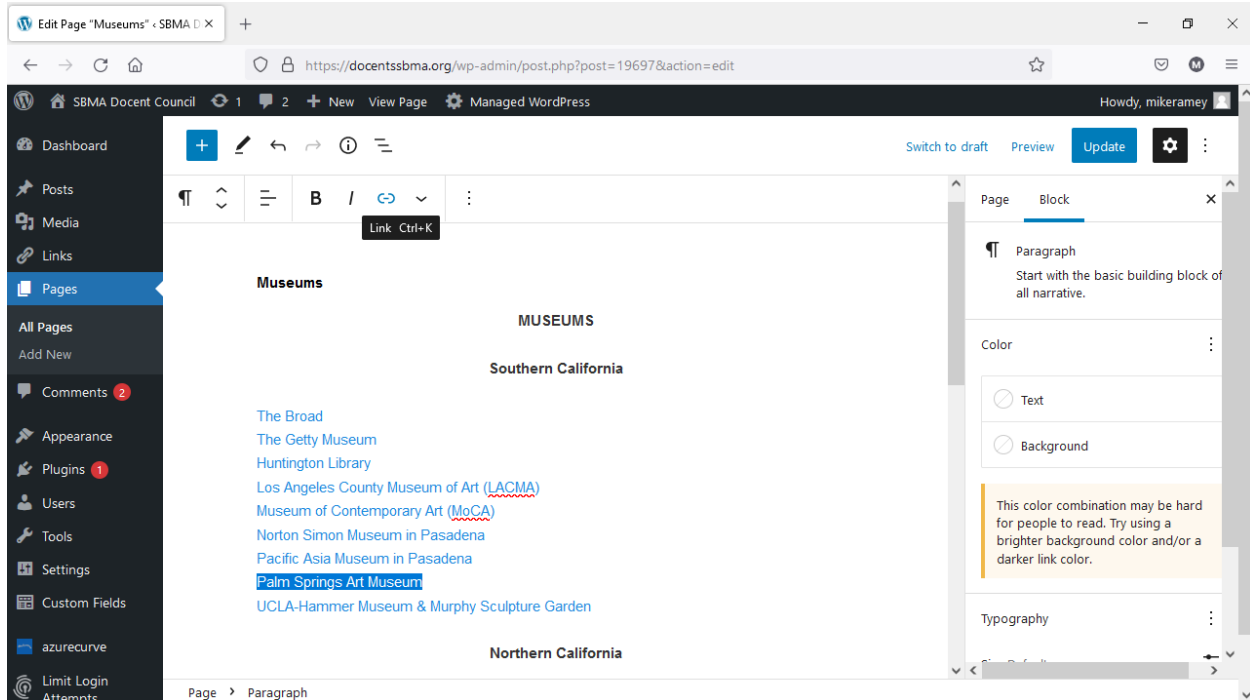 Edit Page "Museums" ‹ SBMA D
https://docentssbma.org/wp-admin/post.php?post=19697&action=edit
M
SBMA Docent Council 1 2 New View Page Managed WordPress Howdy, mikeramey
Dashboard
Posts
Media
Links
Pages
All Pages
Add New
Comments 2
Appearance
Plugins 1
Users
Tools
Settings
Custom Fields
azurecurve
Limit Login
Attempts
Switch to draft Preview Update
B I
Link Ctrl+K
Museums
MUSEUMS
Southern California
The Broad
The Getty Museum
Huntington Library
Los Angeles County Museum of Art (LACMA)
Museum of Contemporary Art (MoCA)
Norton Simon Museum in Pasadena
Pacific Asia Museum in Pasadena
Palm Springs Art Museum
UCLA-Hammer Museum & Murphy Sculpture Garden
Northern California
Page › Paragraph
Page Block
Paragraph
Start with the basic building block of
all narrative.
Color
Text
Background
This color combination may be hard
for people to read. Try using a
brighter background color and/or a
darker link color.
Typography